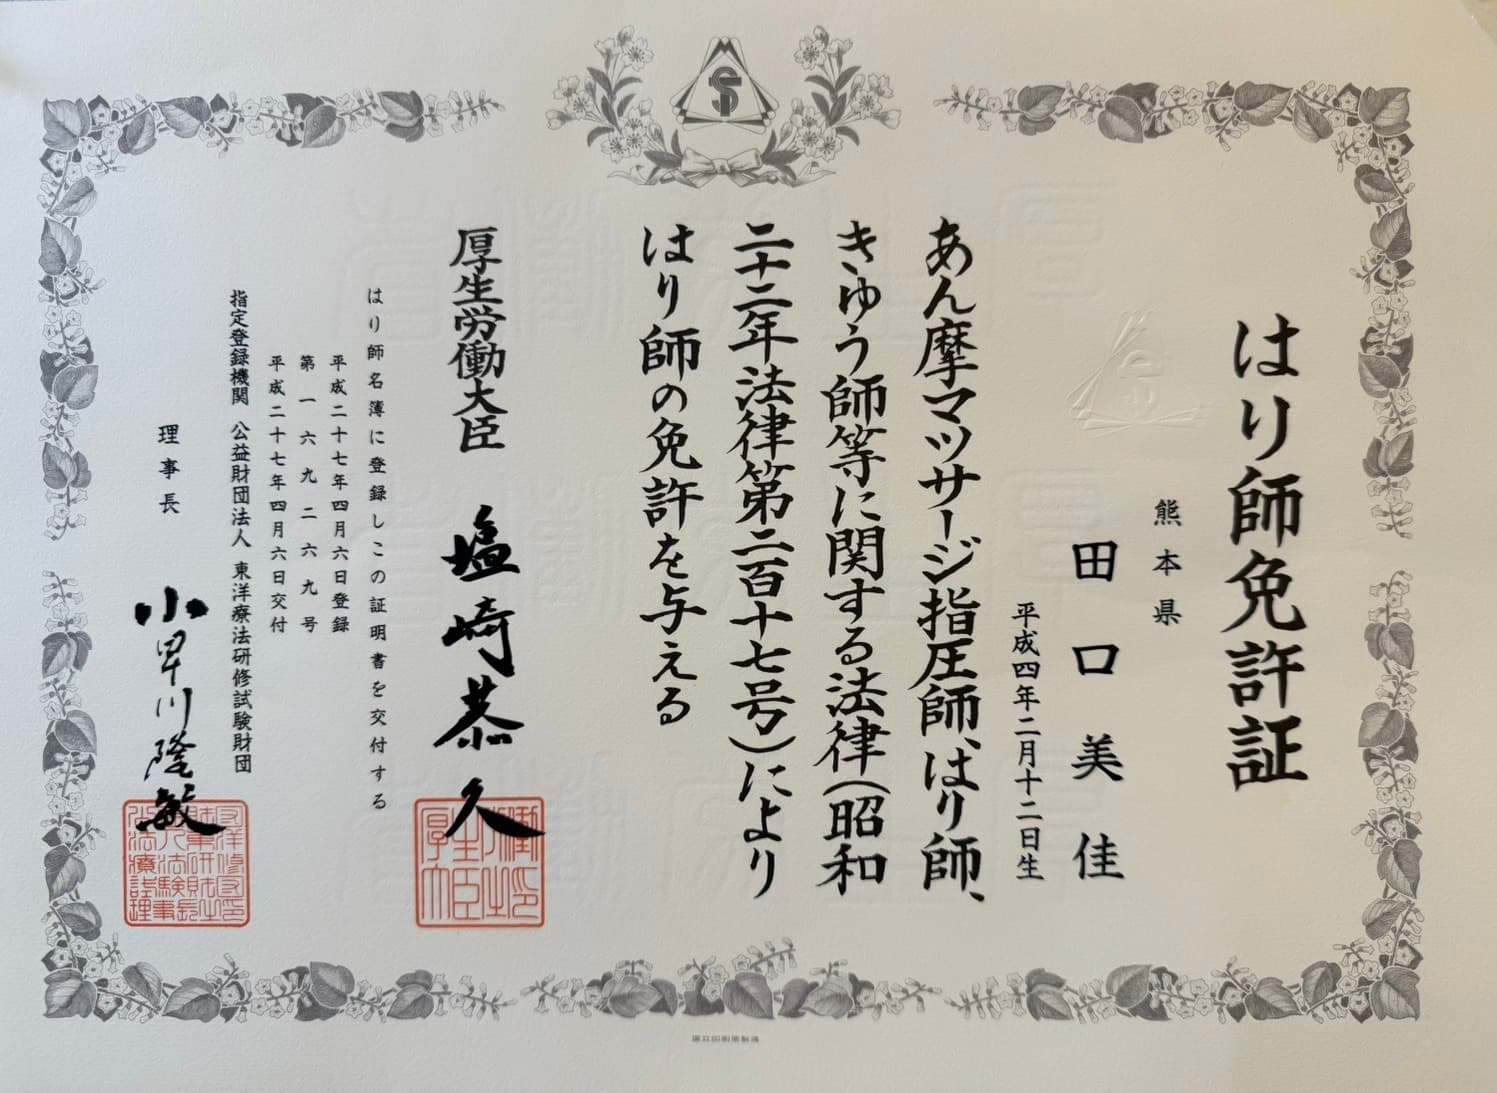 はり師免許証
熊本県
田口美佳
平成四年二月十二日生
あん摩マツサージ指圧師、はり師、
きゆう師等に関する法律(昭和
二十二年法律第二百十七号)により
はり師の免許を与える
厚生労働大臣 塩崎恭久
はり師名簿に登録しこの証明書を交付する
平成二十七年四月六日登録
第一六九二六九号
平成二十七年四月六日交付
指定登録機関 公益財団法人 東洋療法研修試験財団
理事長 小早川隆敏